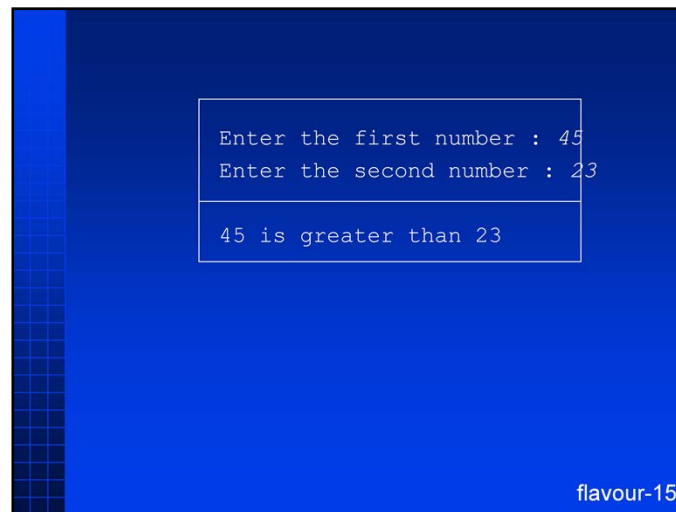 Enter the first number : 45
Enter the second number : 23
45 is greater than 23
flavour-15